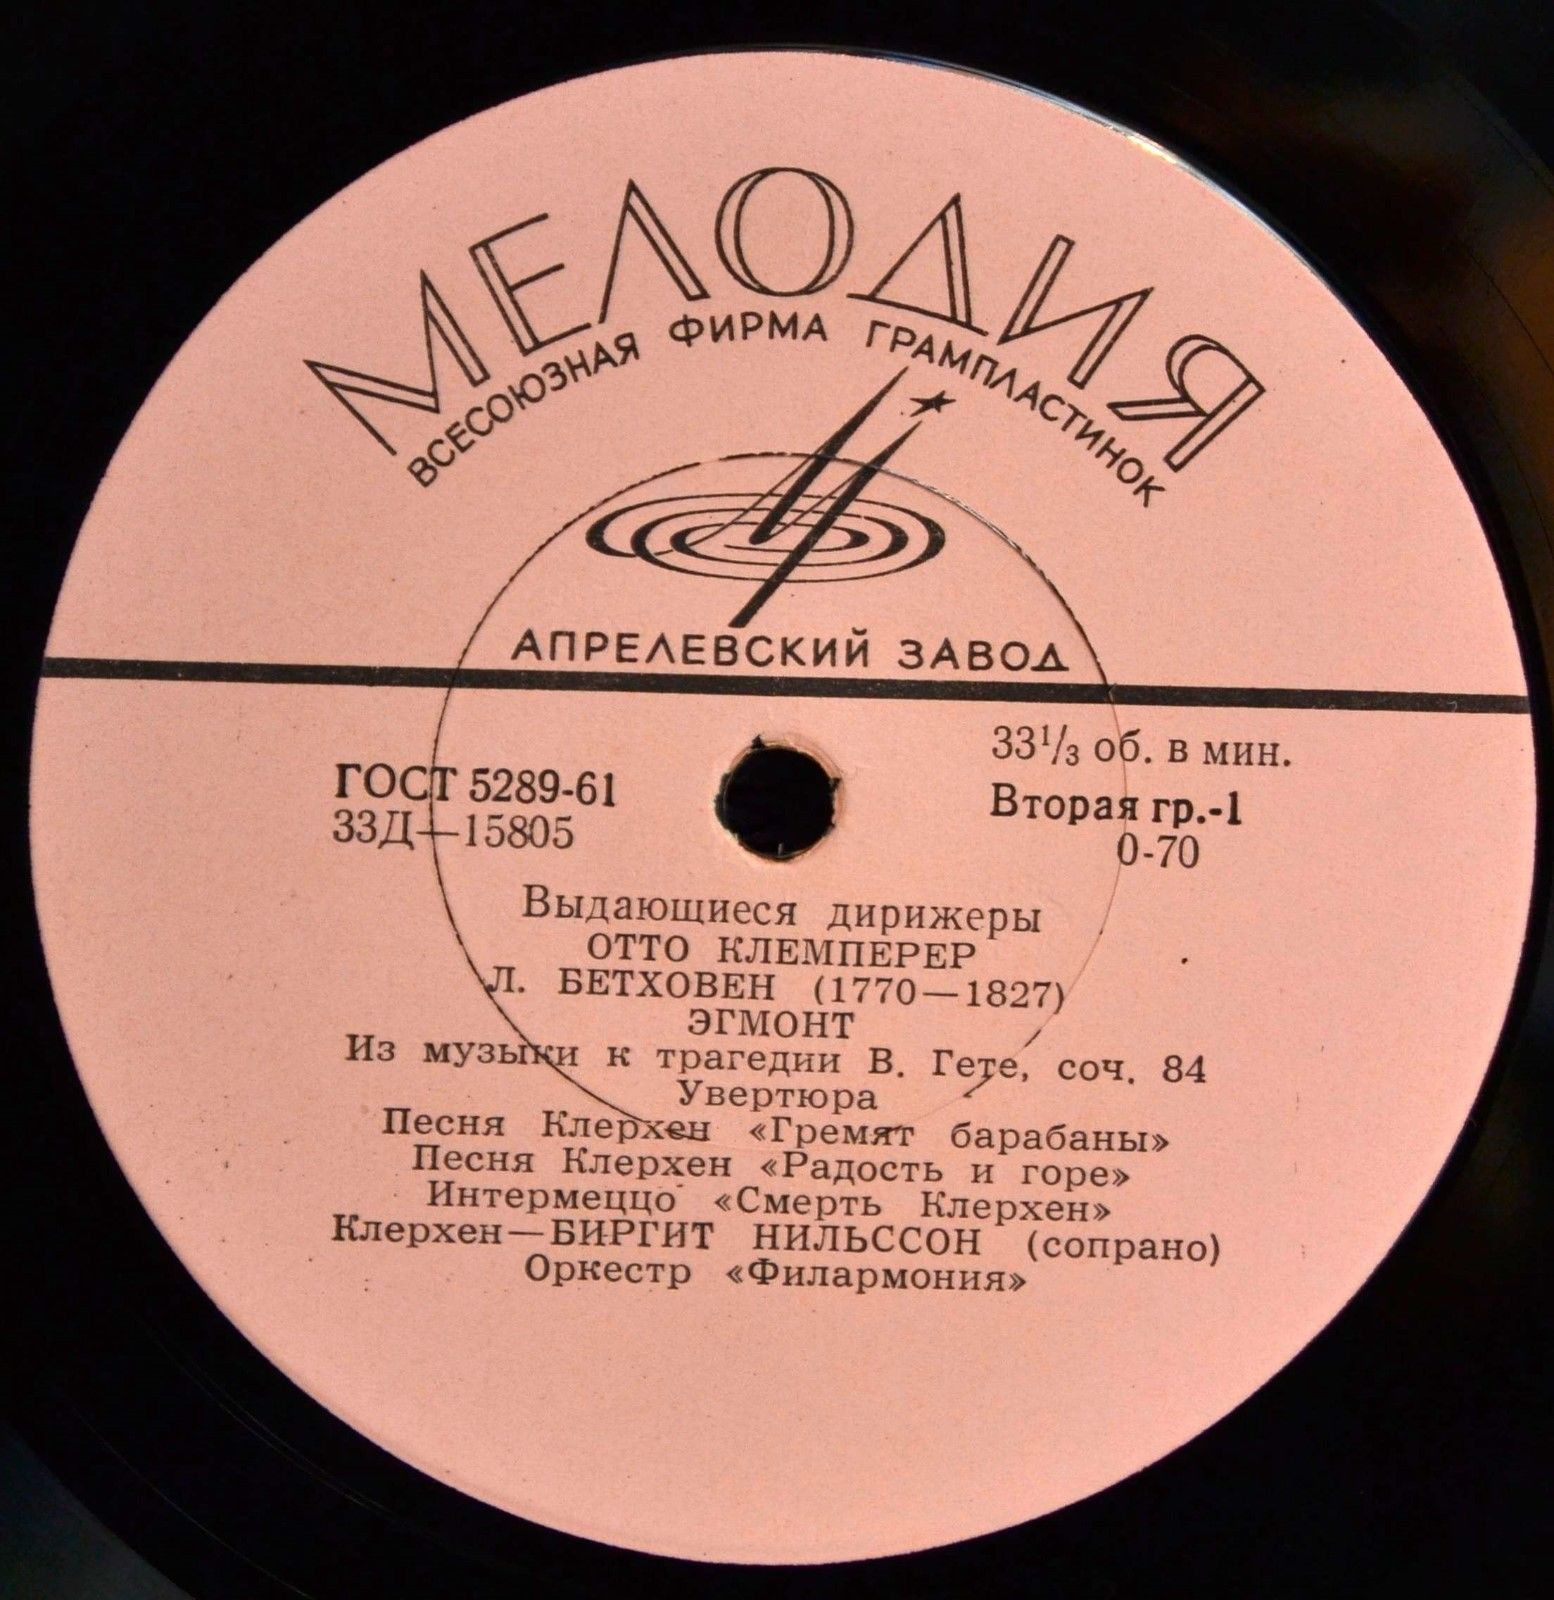 МЕЛОДИЯ
ВСЕСОЮЗНАЯ ФИРМА ГРАМПЛАСТИНОК
АПРЕЛЕВСКИЙ ЗАВОД
33⅓ об. в мин.
ГОСТ 5289-61
Вторая гр.-1
33Д—15805
0-70
Выдающиеся дирижеры
ОТТО КЛЕМПЕРЕР
Л. БЕТХОВЕН (1770—1827)
ЭГМОНТ
Из музыки к трагедии В. Гете, соч. 84
Увертюра
Песня Клерхен «Гремят барабаны»
Песня Клерхен «Радость и горе»
Интермеццо «Смерть Клерхен»
Клерхен—БИРГИТ НИЛЬССОН (сопрано)
Оркестр «Филармония»